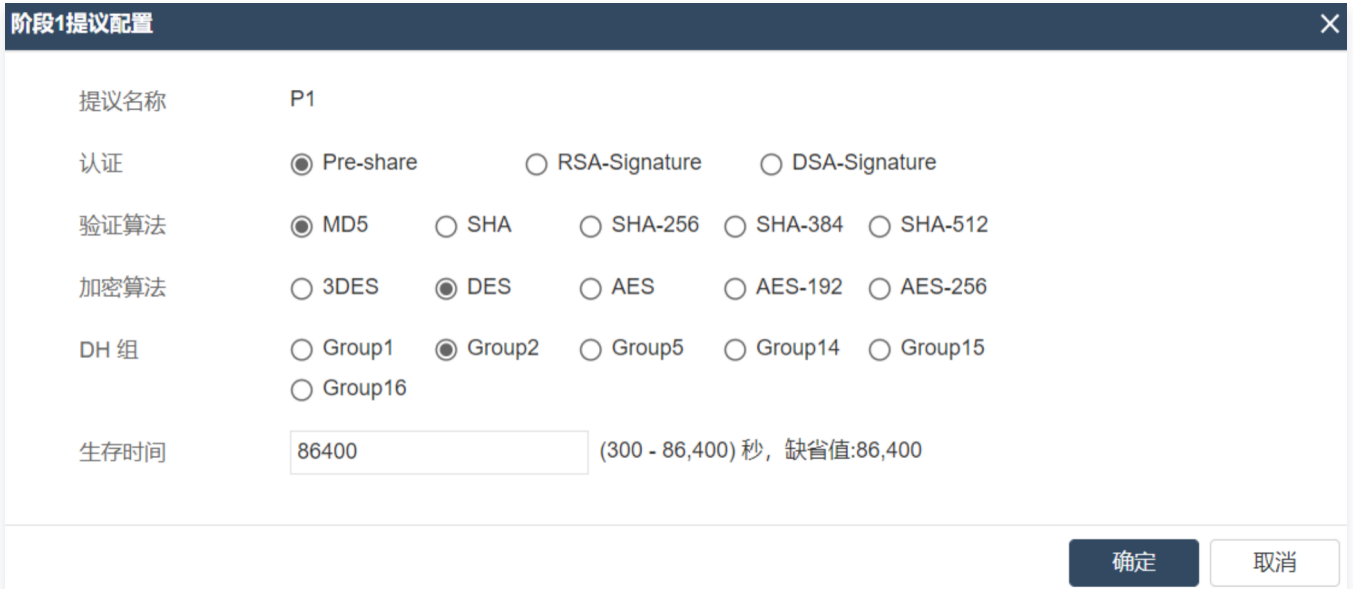 阶段1提议配置
提议名称 P1
认证 Pre-share RSA-Signature DSA-Signature
验证算法 MD5 SHA SHA-256 SHA-384 SHA-512
加密算法 3DES DES AES AES-192 AES-256
DH 组 Group1 Group2 Group5 Group14 Group15
Group16
生存时间 86400 (300 - 86,400) 秒，缺省值:86,400
确定 取消